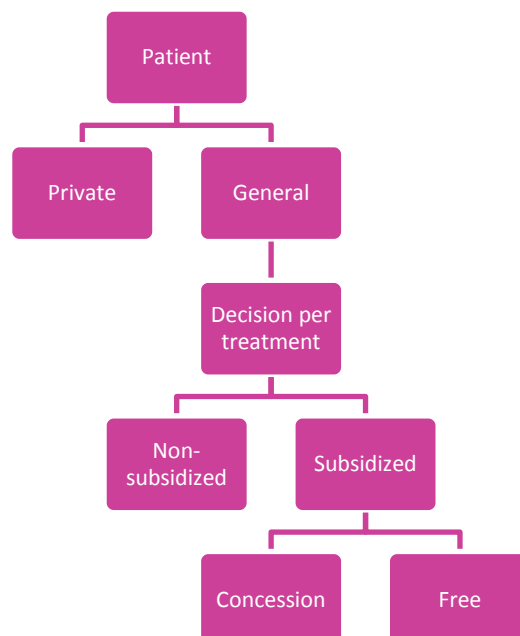 Patient
Private
General
Decision per
treatment
Non-
subsidized
Subsidized
Concession
Free